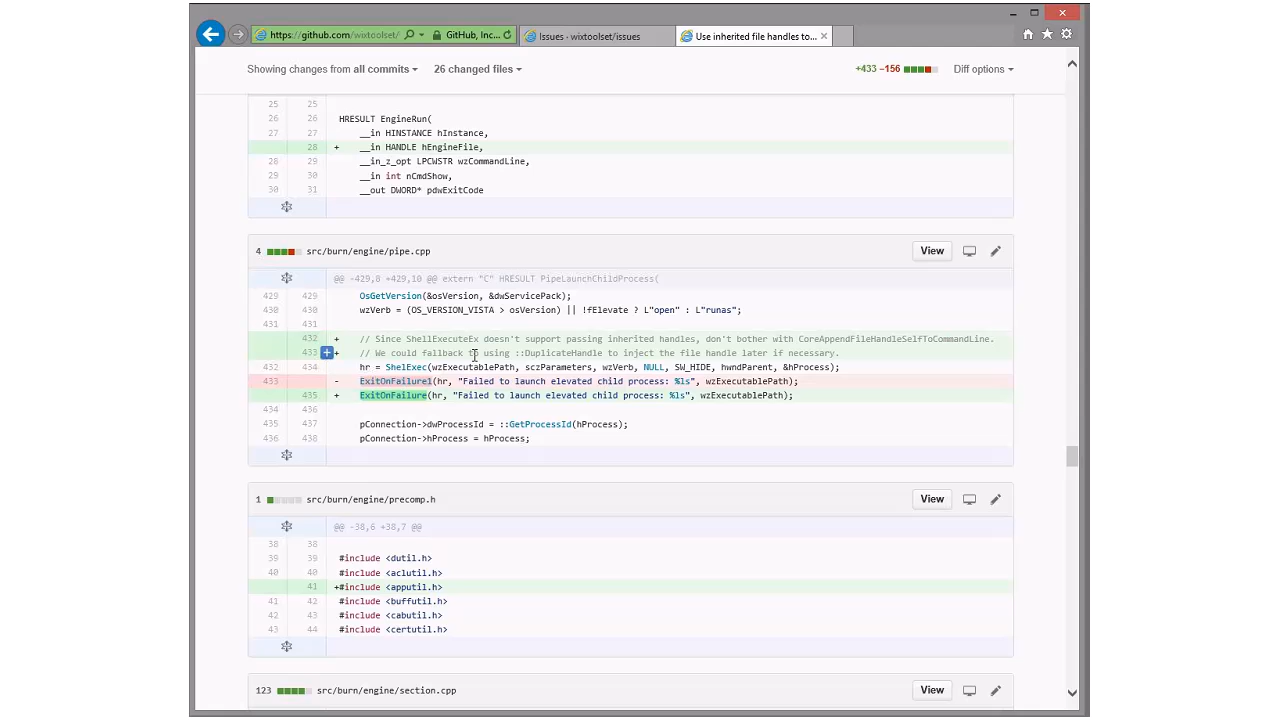 https://github.com/wixtoolset/ GitHub, Inc... Issues · wixtoolset/issues Use inherited file handles to...
Showing changes from all commits 26 changed files +433 −156 Diff options
25 25
26 26 HRESULT EngineRun(
27 27 __in HINSTANCE hInstance,
28 + __in HANDLE hEngineFile,
28 29 __in_z_opt LPCWSTR wzCommandLine,
29 30 __in int nCmdShow,
30 31 __out DWORD* pdwExitCode
4 src/burn/engine/pipe.cpp View
@@ -429,8 +429,10 @@ extern "C" HRESULT PipeLaunchChildProcess(
429 429 OsGetVersion(&osVersion, &dwServicePack);
430 430 wzVerb = (OS_VERSION_VISTA > osVersion) || !fElevate ? L"open" : L"runas";
431 431
432 + // Since ShellExecuteEx doesn't support passing inherited handles, don't bother with CoreAppendFileHandleSelfToCommandLine.
433 + // We could fallback to using ::DuplicateHandle to inject the file handle later if necessary.
432 434 hr = ShelExec(wzExecutablePath, sczParameters, wzVerb, NULL, SW_HIDE, hwndParent, &hProcess);
433 - ExitOnFailure1(hr, "Failed to launch elevated child process: %ls", wzExecutablePath);
435 + ExitOnFailure(hr, "Failed to launch elevated child process: %ls", wzExecutablePath);
434 436
435 437 pConnection->dwProcessId = ::GetProcessId(hProcess);
436 438 pConnection->hProcess = hProcess;
1 src/burn/engine/precomp.h View
@@ -38,6 +38,7 @@
38 38
39 39 #include <dutil.h>
40 40 #include <aclutil.h>
41 +#include <apputil.h>
41 42 #include <buffutil.h>
42 43 #include <cabutil.h>
43 44 #include <certutil.h>
123 src/burn/engine/section.cpp View